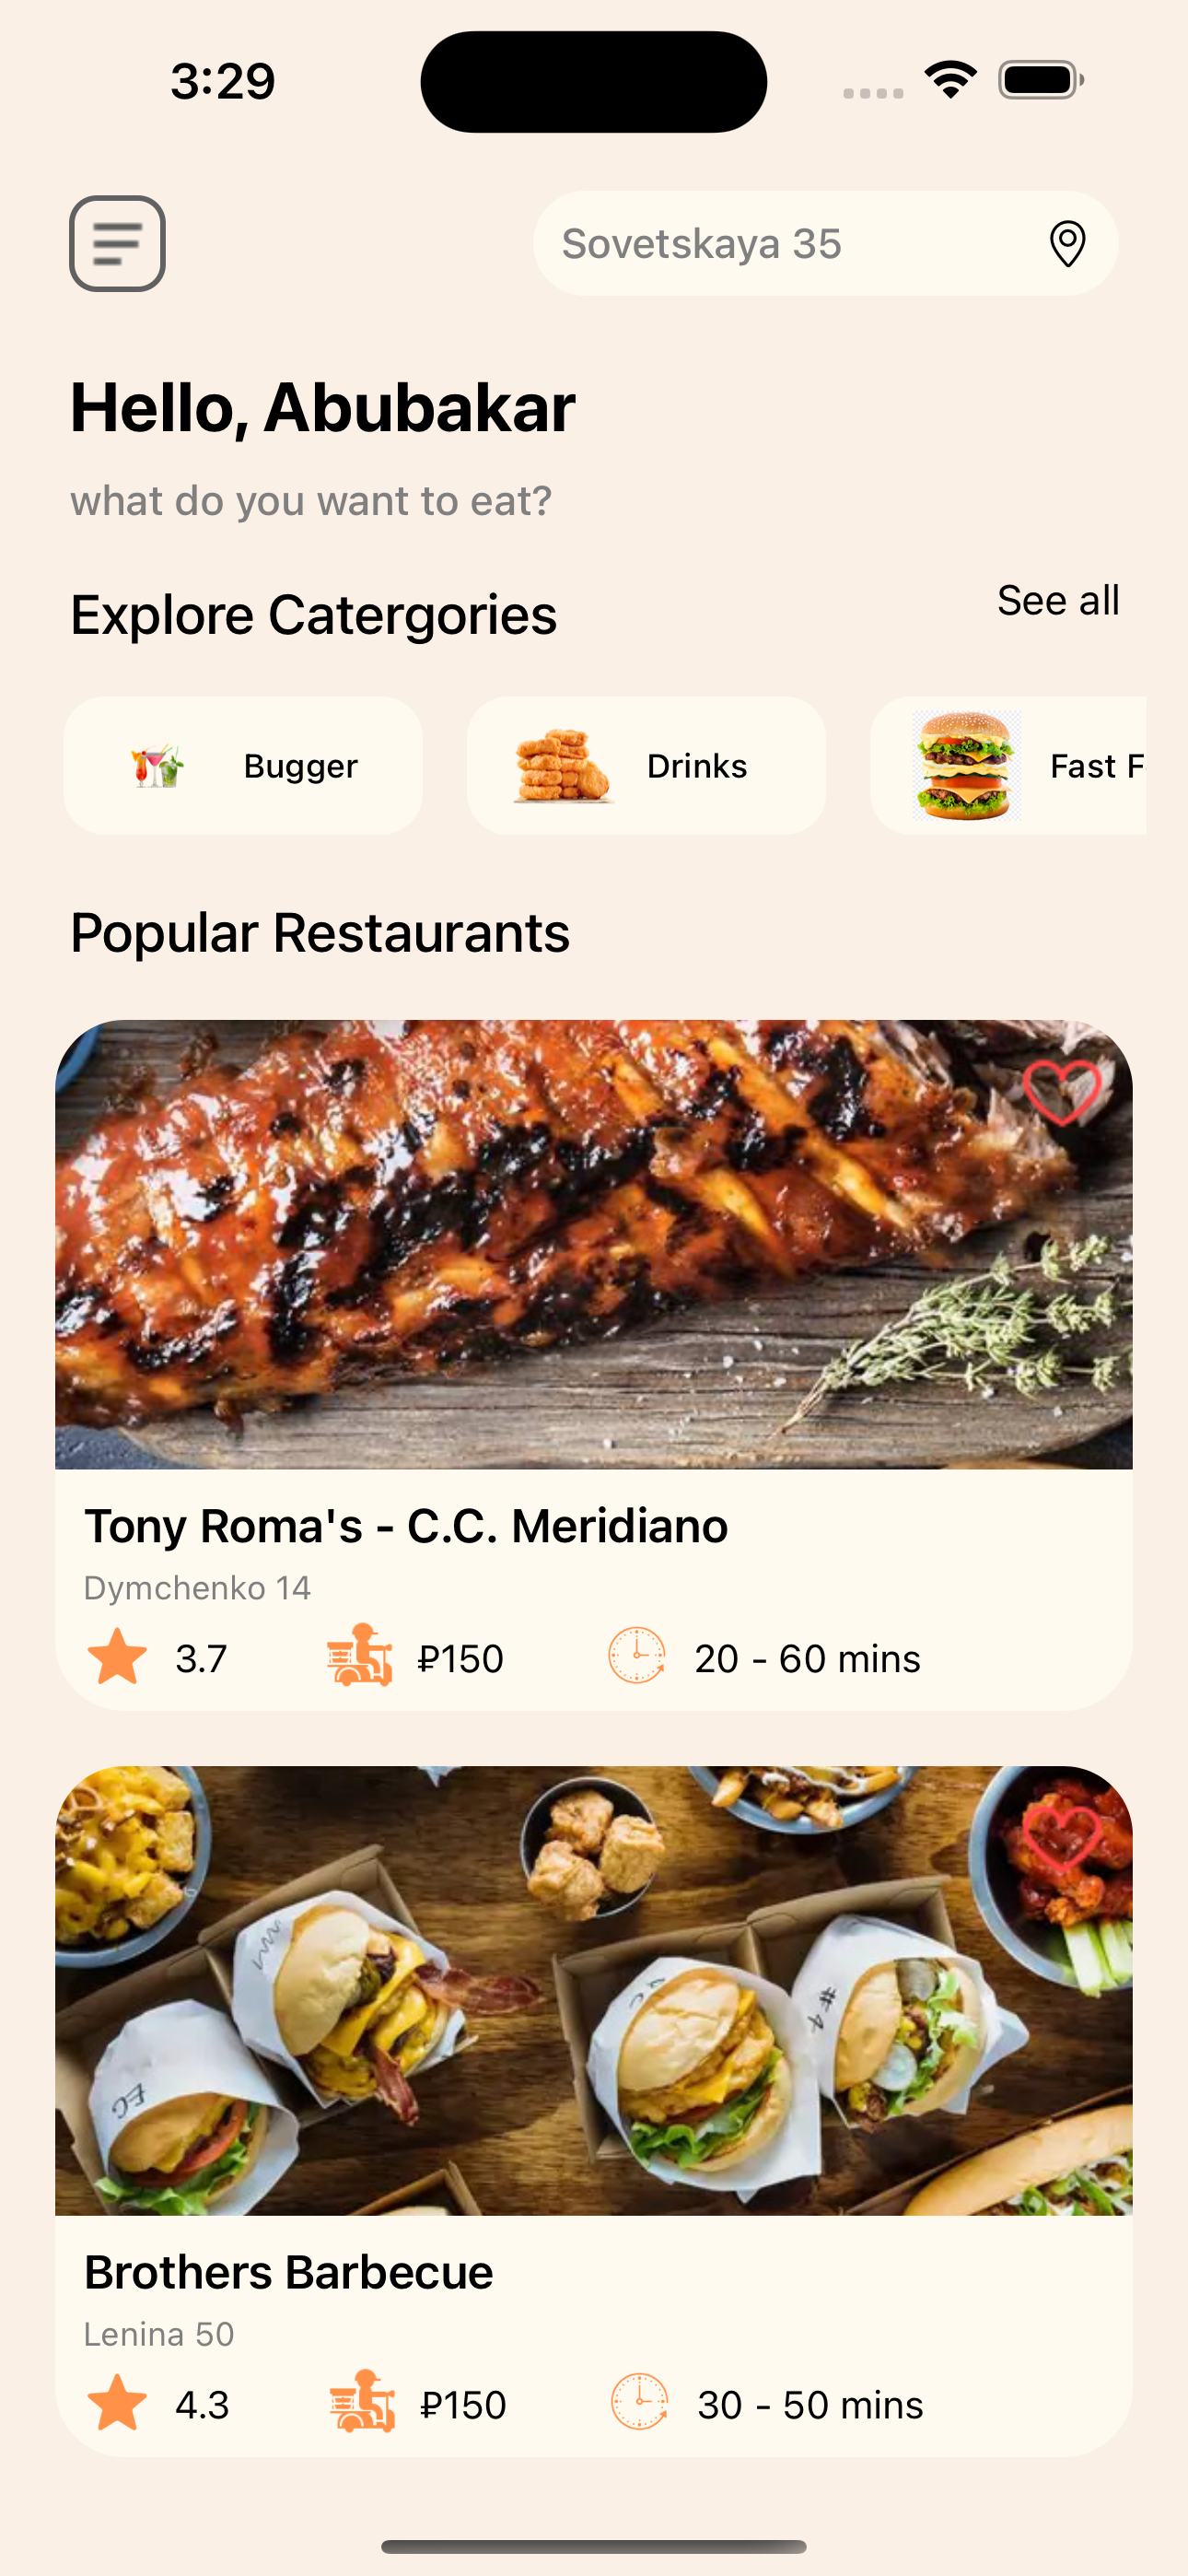 3:29
Sovetskaya 35
Hello, Abubakar
what do you want to eat?
Explore Catergories
See all
Bugger
Drinks
Fast F
Popular Restaurants
Tony Roma's - C.C. Meridiano
Dymchenko 14
3.7
₽150
20 - 60 mins
EC
#4
Brothers Barbecue
Lenina 50
4.3
₽150
30 - 50 mins